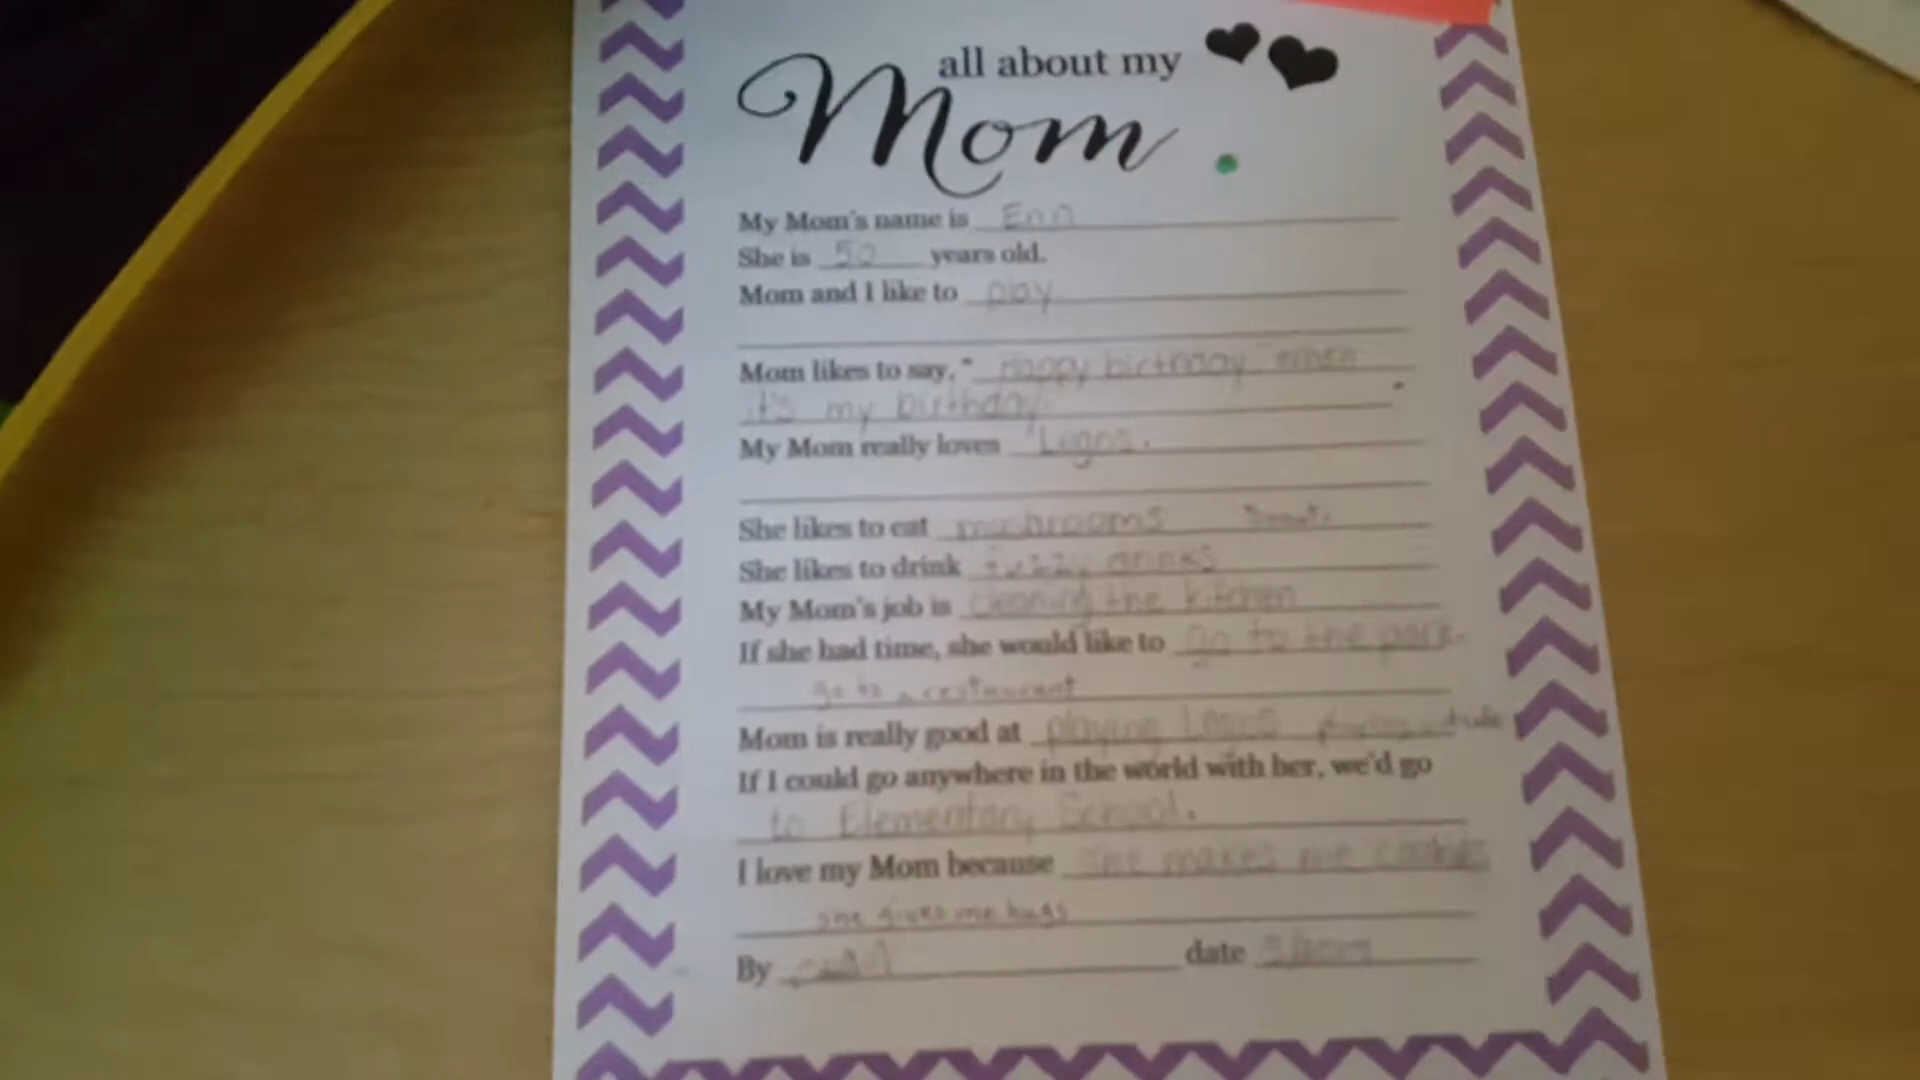 all about my
Mom
My Mom's name is Erin
She is 50 years old.
Mom and I like to play
Mom likes to say, " Happy birthday" when
it's my birthday. "
My Mom really loves Legos.
She likes to eat mushrooms
She likes to drink fuzzy drinks
My Mom's job is cleaning the kitchen
If she had time, she would like to go to the park
go to a restaurant
Mom is really good at playing Legos
If I could go anywhere in the world with her, we'd go
to Elementary School.
I love my Mom because she makes me cookies
she gives me hugs
By
date